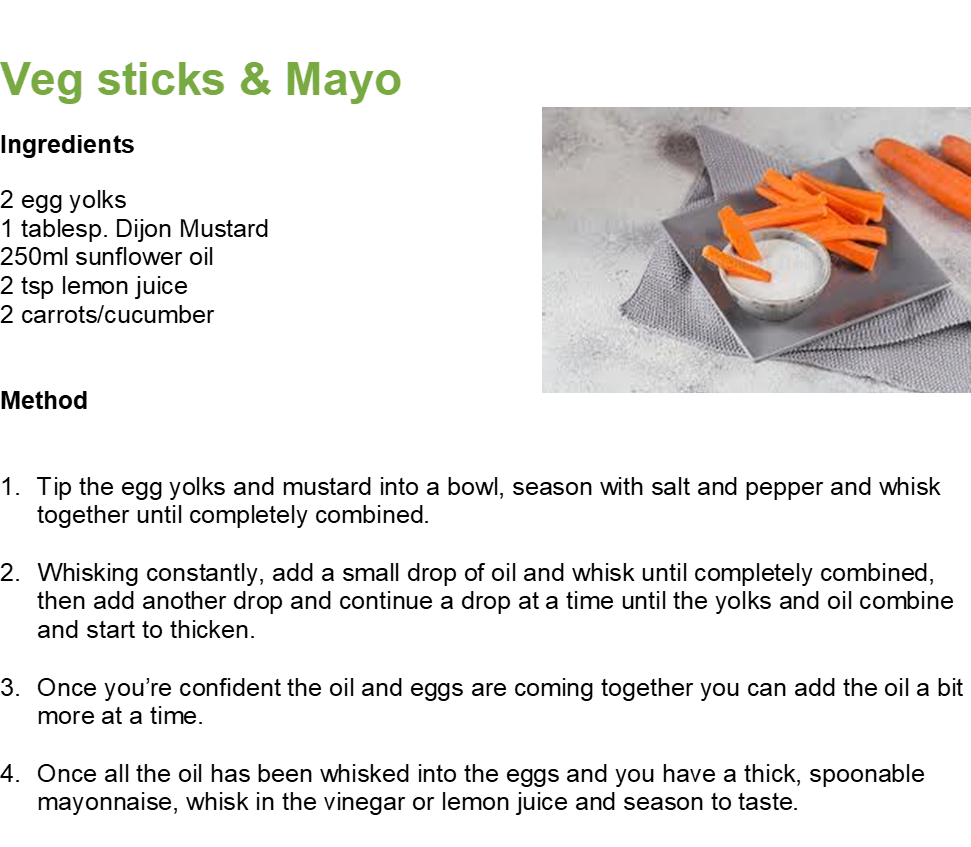 Veg sticks & Mayo
Ingredients
2 egg yolks
1 tablesp. Dijon Mustard
250ml sunflower oil
2 tsp lemon juice
2 carrots/cucumber
Method
1. Tip the egg yolks and mustard into a bowl, season with salt and pepper and whisk
together until completely combined.
2. Whisking constantly, add a small drop of oil and whisk until completely combined,
then add another drop and continue a drop at a time until the yolks and oil combine
and start to thicken.
3. Once you’re confident the oil and eggs are coming together you can add the oil a bit
more at a time.
4. Once all the oil has been whisked into the eggs and you have a thick, spoonable
mayonnaise, whisk in the vinegar or lemon juice and season to taste.